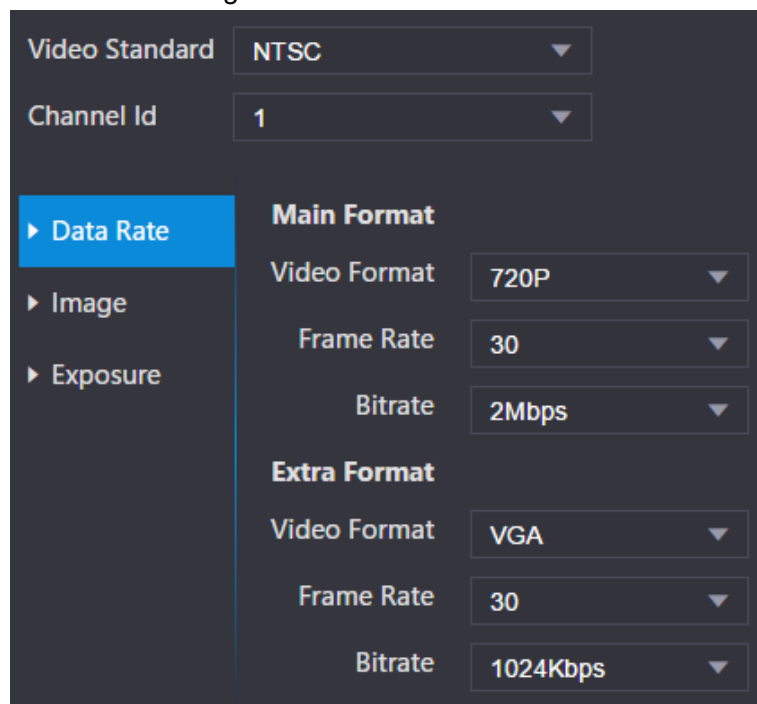 Video Standard NTSC
Channel Id 1
Data Rate
Image
Exposure
Main Format
Video Format 720P
Frame Rate 30
Bitrate 2Mbps
Extra Format
Video Format VGA
Frame Rate 30
Bitrate 1024Kbps